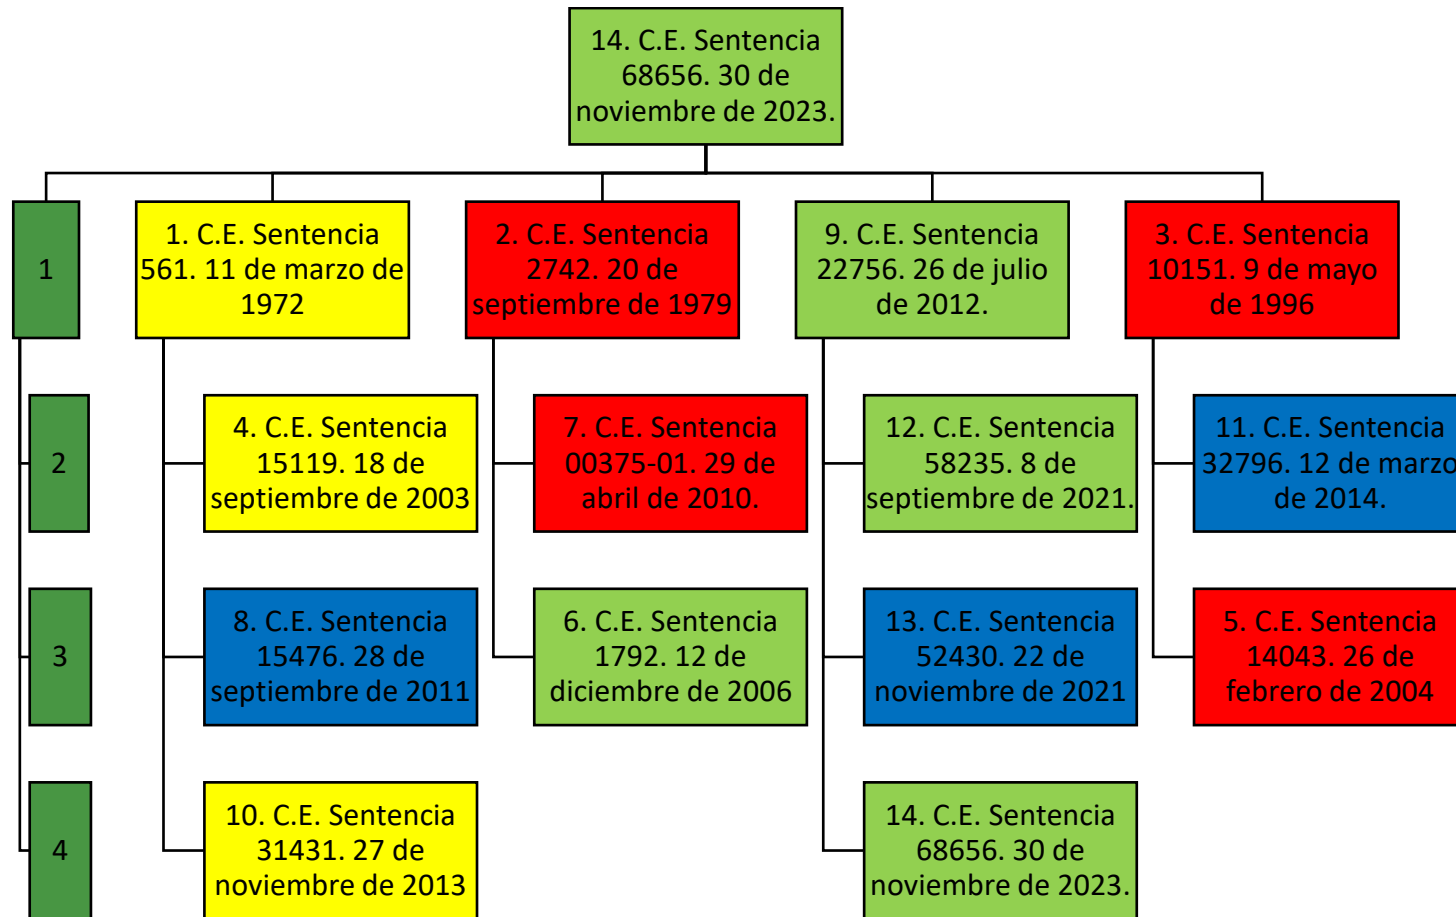 14. C.E. Sentencia
68656. 30 de
noviembre de 2023.
1
1. C.E. Sentencia
561. 11 de marzo de
1972
2. C.E. Sentencia
2742. 20 de
septiembre de 1979
9. C.E. Sentencia
22756. 26 de julio
de 2012.
3. C.E. Sentencia
10151. 9 de mayo
de 1996
2
4. C.E. Sentencia
15119. 18 de
septiembre de 2003
7. C.E. Sentencia
00375-01. 29 de
abril de 2010.
12. C.E. Sentencia
58235. 8 de
septiembre de 2021.
11. C.E. Sentencia
32796. 12 de marzo
de 2014.
3
8. C.E. Sentencia
15476. 28 de
septiembre de 2011
6. C.E. Sentencia
1792. 12 de
diciembre de 2006
13. C.E. Sentencia
52430. 22 de
noviembre de 2021
5. C.E. Sentencia
14043. 26 de
febrero de 2004
4
10. C.E. Sentencia
31431. 27 de
noviembre de 2013
14. C.E. Sentencia
68656. 30 de
noviembre de 2023.